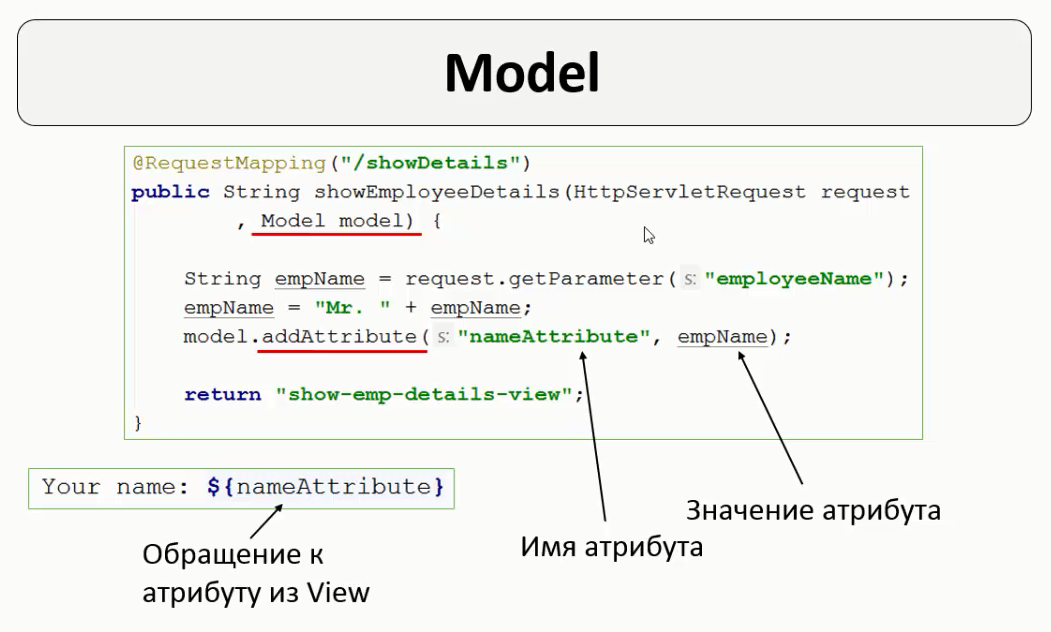 Model
@RequestMapping("/showDetails")
public String showEmployeeDetails(HttpServletRequest request
, Model model) {
String empName = request.getParameter( s: "employeeName");
empName = "Mr. " + empName;
model.addAttribute( s: "nameAttribute", empName);
return "show-emp-details-view";
}
Your name: ${nameAttribute}
Значение атрибута
Имя атрибута
Обращение к
атрибуту из View